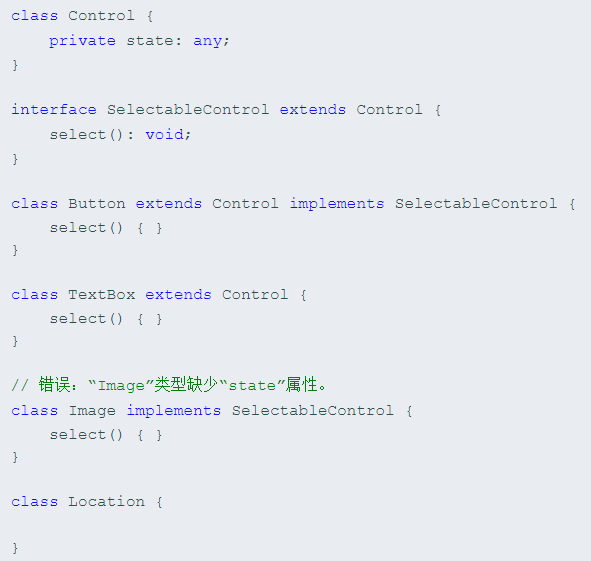 class Control {
    private state: any;
}

interface SelectableControl extends Control {
    select(): void;
}

class Button extends Control implements SelectableControl {
    select() { }
}

class TextBox extends Control {
    select() { }
}

// 错误：“Image”类型缺少“state”属性。
class Image implements SelectableControl {
    select() { }
}

class Location {

}